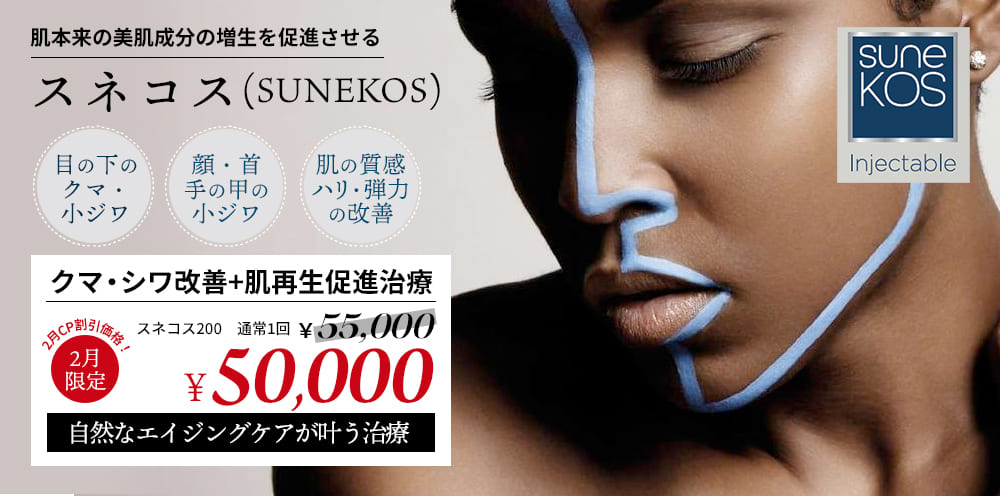 肌本来の美肌成分の増生を促進させる
スネコス(SUNEKOS)
目の下の
クマ・
小ジワ
顔・首
手の甲の
小ジワ
肌の質感
ハリ・弾力
の改善
クマ・シワ改善+肌再生促進治療
2月CP割引価格!
2月
限定
スネコス200 通常1回 ¥55,000
¥50,000
自然なエイジングケアが叶う治療
sune
KOS
Injectable